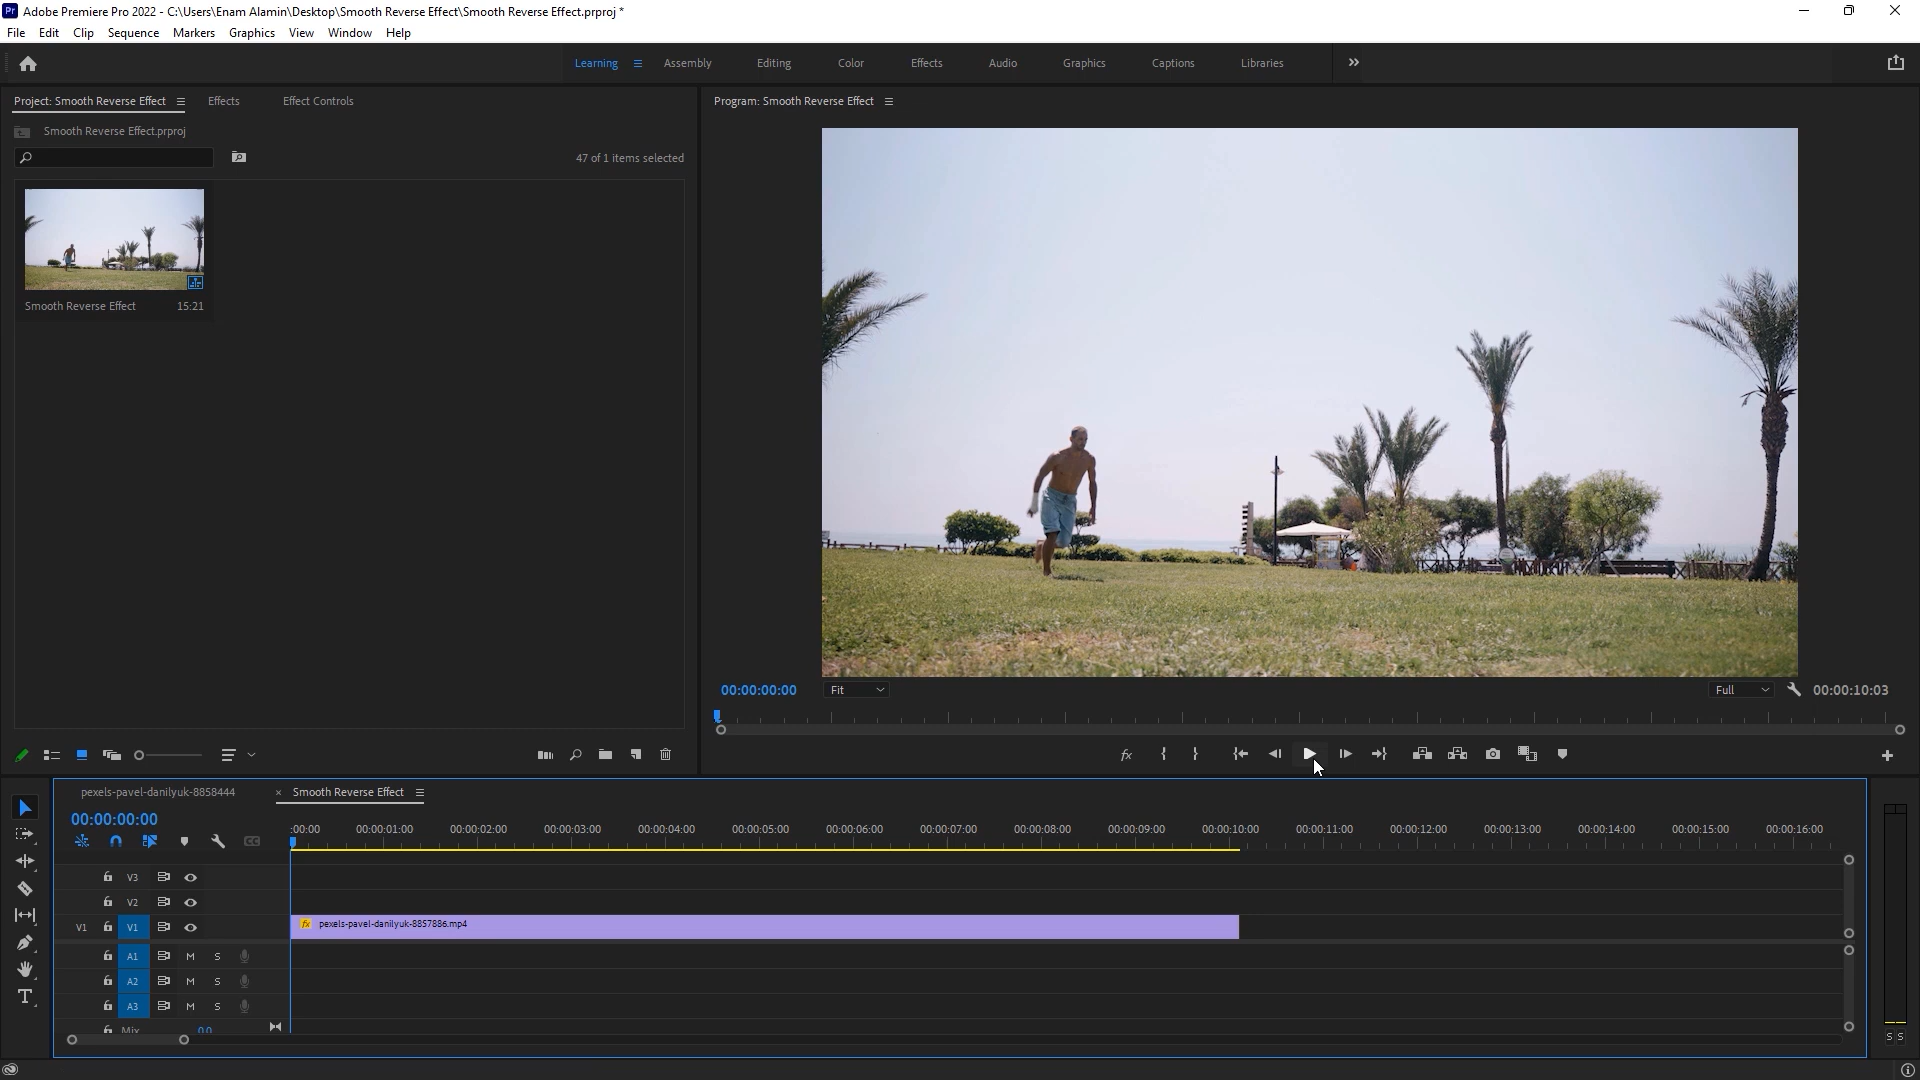 Pr Adobe Premiere Pro 2022 - C:\Users\Enam Alamin\Desktop\Smooth Reverse Effect\Smooth Reverse Effect.prproj *
File Edit Clip Sequence Markers Graphics View Window Help
Learning Assembly Editing Color Effects Audio Graphics Captions Libraries
Project: Smooth Reverse Effect Effects Effect Controls
Program: Smooth Reverse Effect
Smooth Reverse Effect.prproj
47 of 1 items selected
Smooth Reverse Effect 15:21
00:00:00:00 Fit Full 00:00:10:03
fx
pexels-pavel-danilyuk-8858444 × Smooth Reverse Effect
00:00:00:00
:00:00 00:00:01:00 00:00:02:00 00:00:03:00 00:00:04:00 00:00:05:00 00:00:06:00 00:00:07:00 00:00:08:00 00:00:09:00 00:00:10:00 00:00:11:00 00:00:12:00 00:00:13:00 00:00:14:00 00:00:15:00 00:00:16:00
CC
V3
V2
V1 V1 fx pexels-pavel-danilyuk-8857886.mp4
A1 M S
A2 M S
A3 M S
Mix 0.0
S S